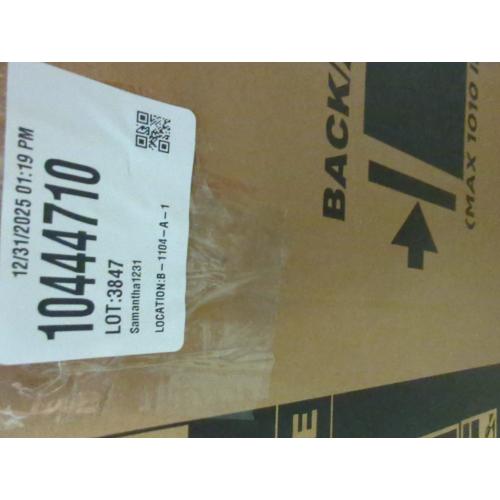 12/31/2025 01:19 PM
10444710
LOT:3847
Samantha1231
LOCATION:B-1104-A-1
BACK/
(MAX 1010
E